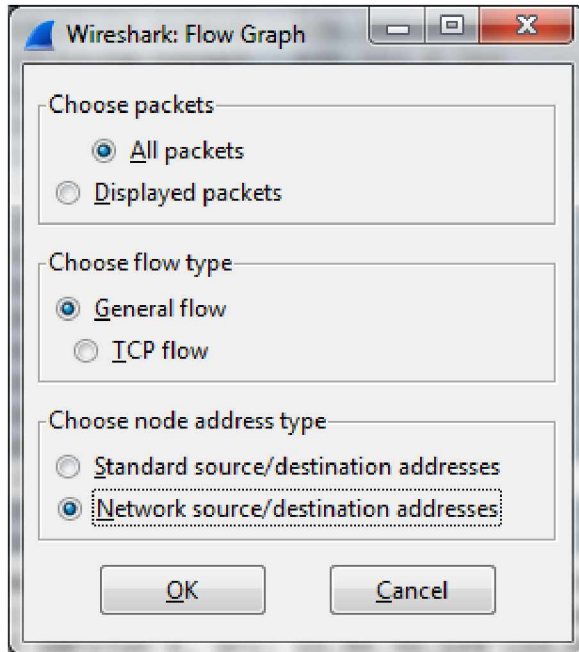 Wireshark: Flow Graph
Choose packets
All packets
Displayed packets
Choose flow type
General flow
TCP flow
Choose node address type
Standard source/destination addresses
Network source/destination addresses
OK
Cancel